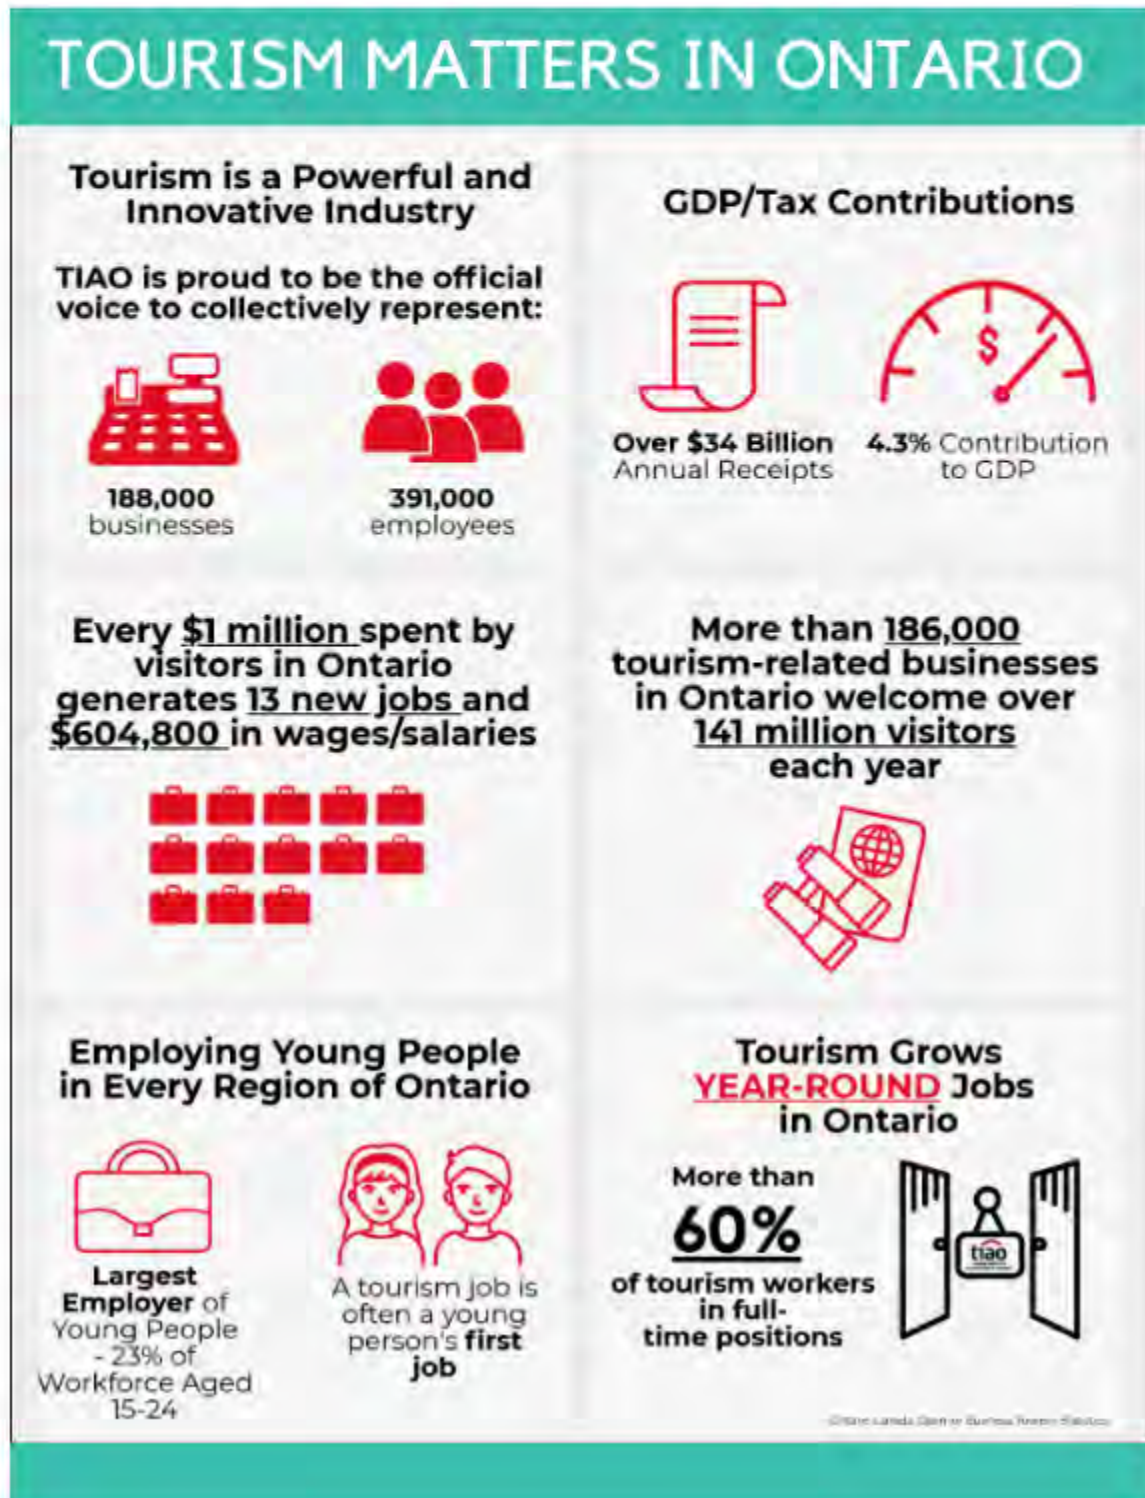 TOURISM MATTERS IN ONTARIO
Tourism is a Powerful and
Innovative Industry
TIAO is proud to be the official
voice to collectively represent:
188,000
businesses
391,000
employees
GDP/Tax Contributions
Over $34 Billion
Annual Receipts
4.3% Contribution
to GDP
Every $1 million spent by
visitors in Ontario
generates 13 new jobs and
$604,800 in wages/salaries
More than 186,000
tourism-related businesses
in Ontario welcome over
141 million visitors
each year
Employing Young People
in Every Region of Ontario
Largest
Employer of
Young People
- 23% of
Workforce Aged
15-24
A tourism job is
often a young
person's first
job
Tourism Grows
YEAR-ROUND Jobs
in Ontario
More than
60%
of tourism workers
in full-
time positions
tiao